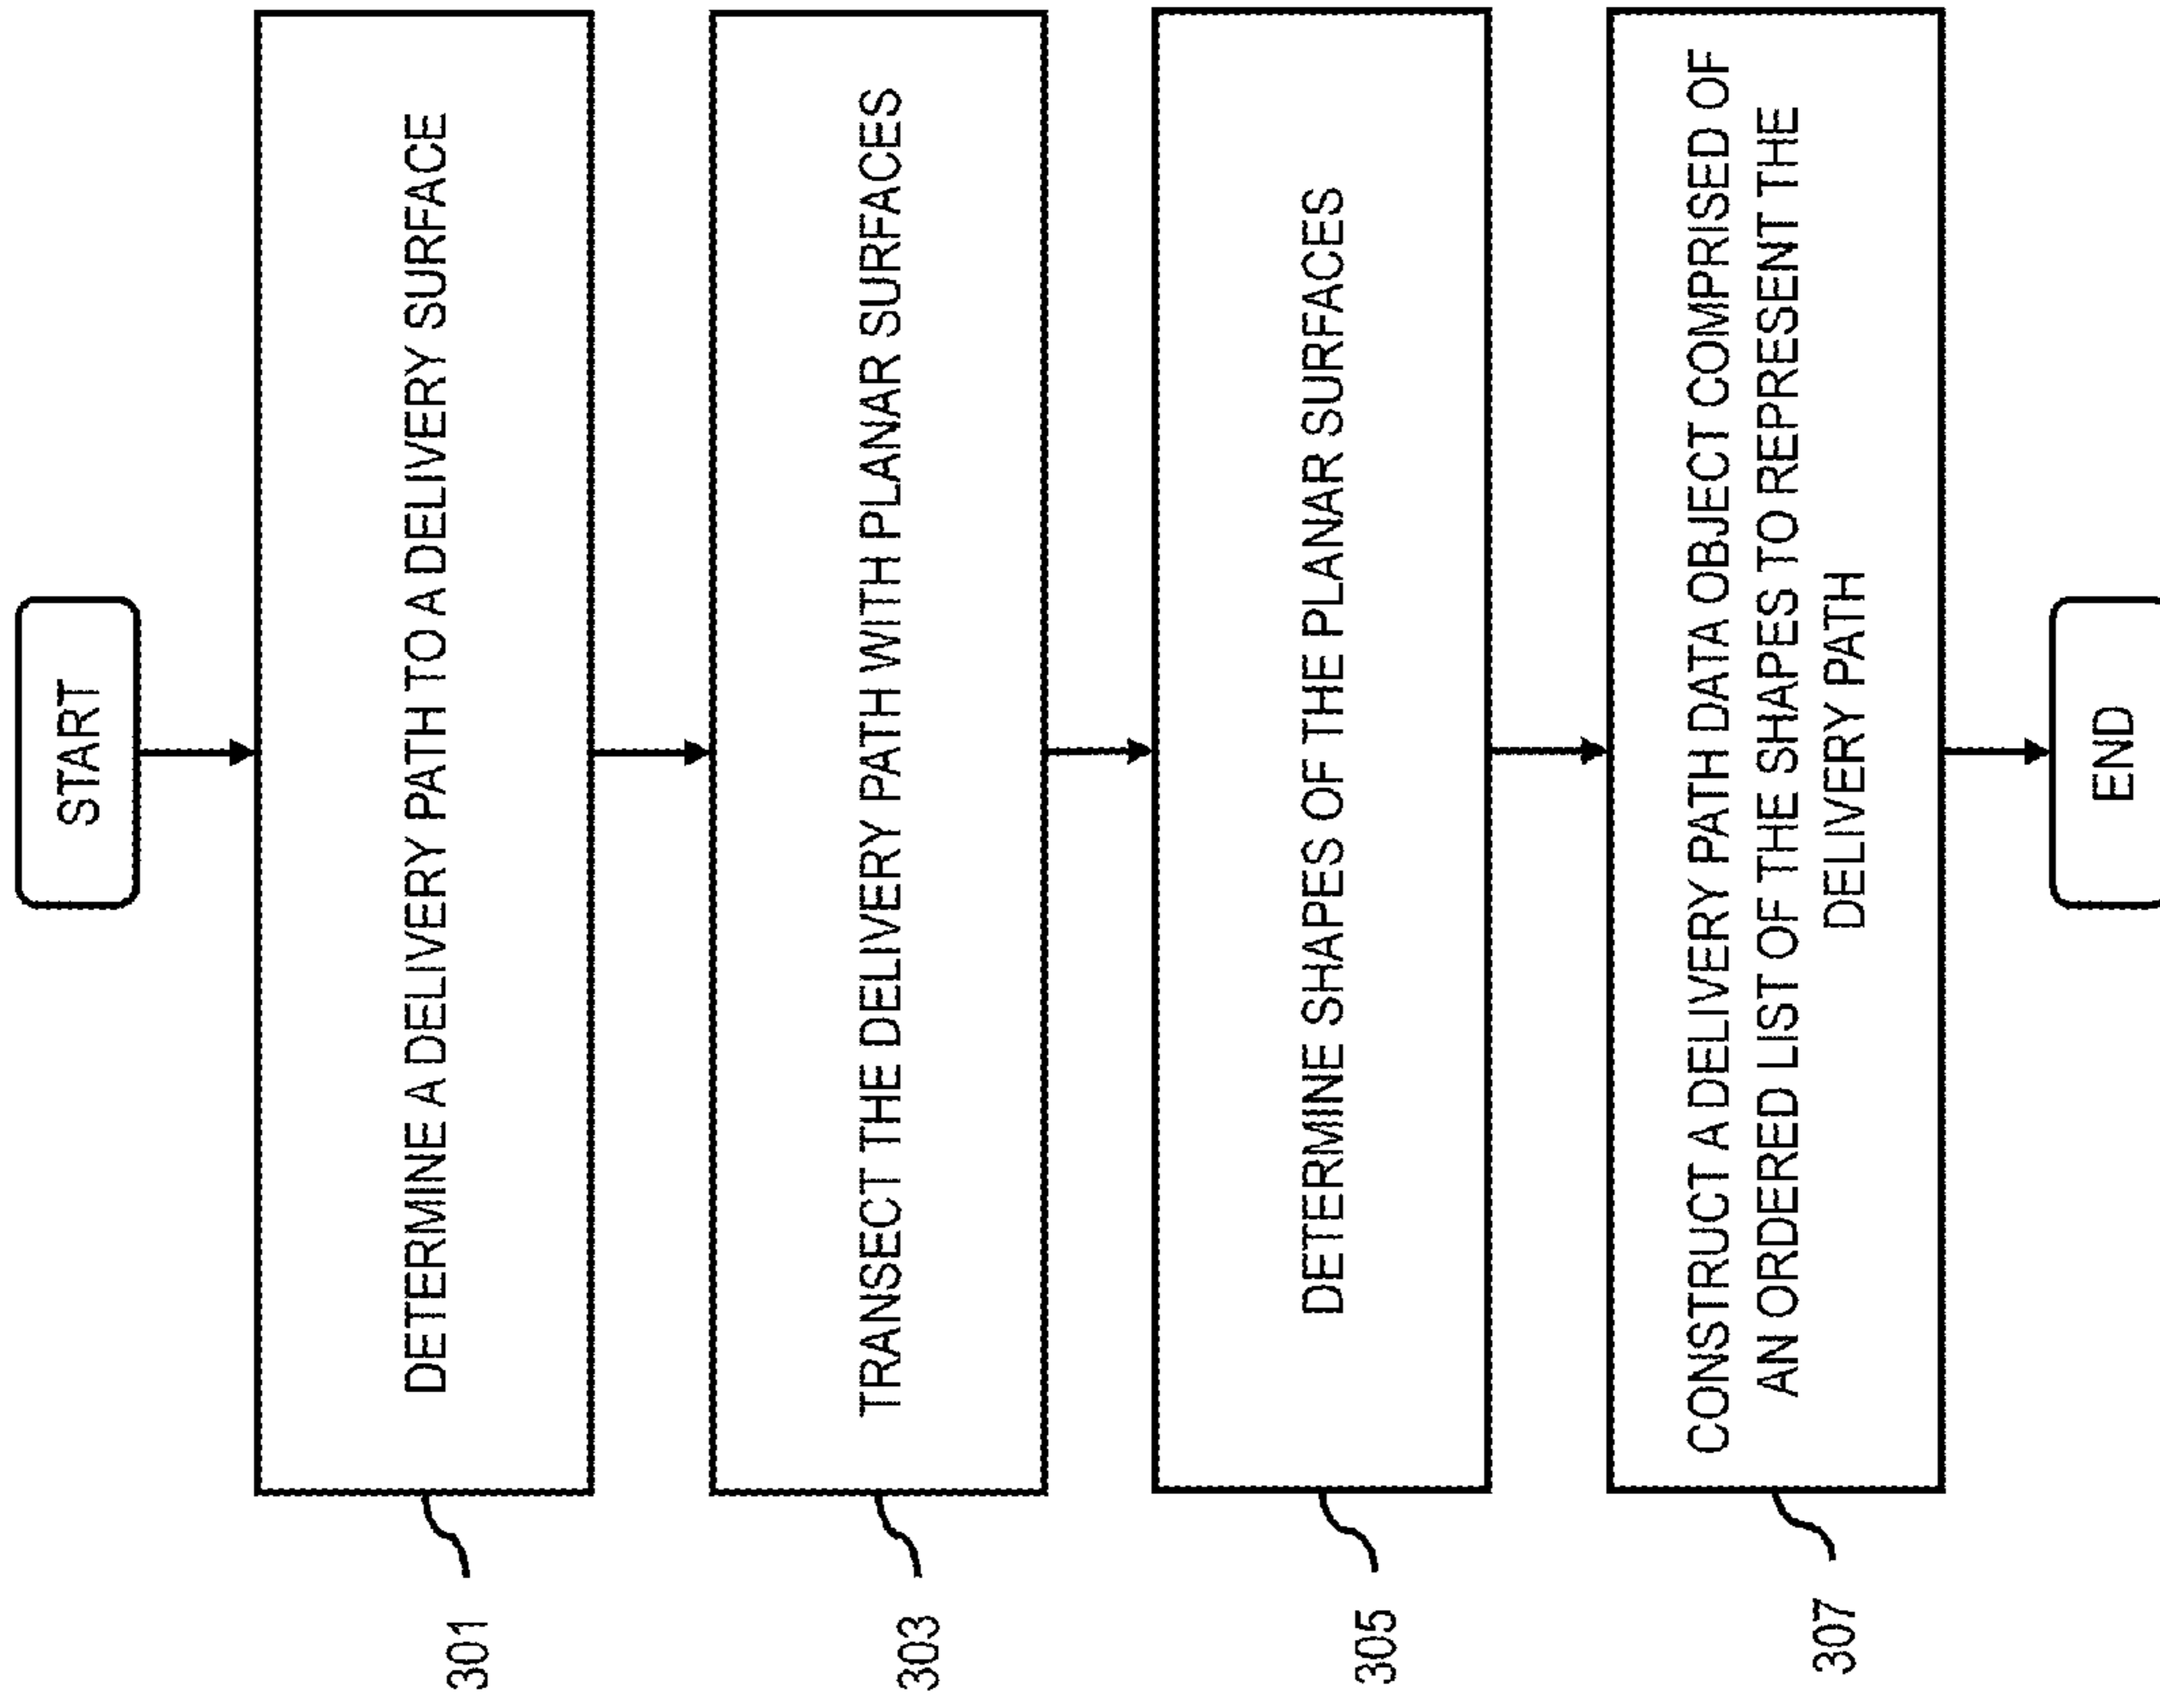 START
DETERMINE A DELIVERY PATH TO A DELIVERY SURFACE
301
TRANSECT THE DELIVERY PATH WITH PLANAR SURFACES
303
DETERMINE SHAPES OF THE PLANAR SURFACES
305
CONSTRUCT A DELIVERY PATH DATA OBJECT COMPRISED OF
AN ORDERED LIST OF THE SHAPES TO REPRESENT THE
DELIVERY PATH
307
END